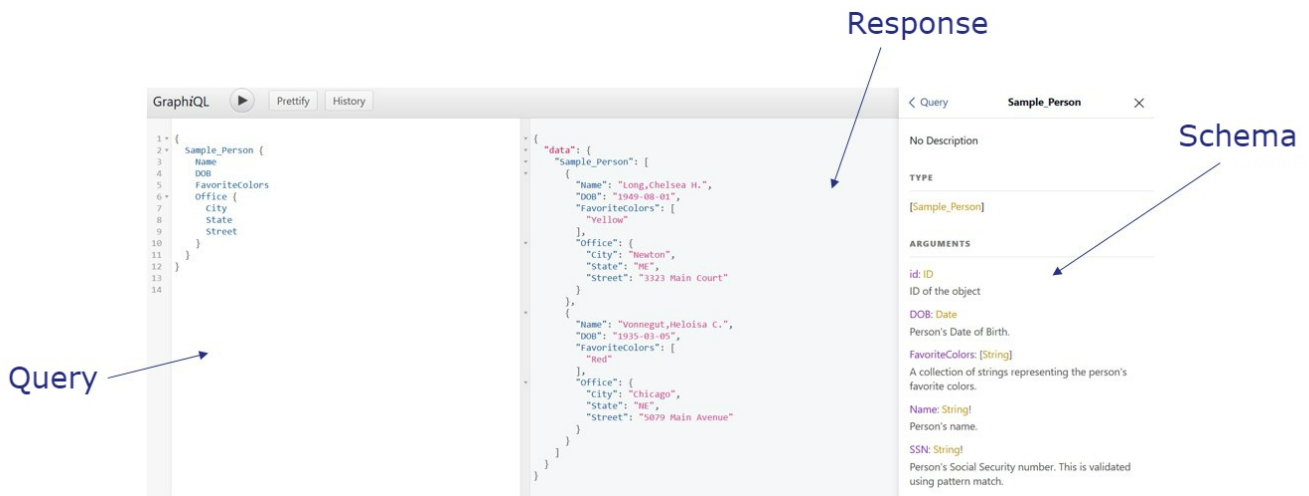 Response
GraphiQL Prettify History
Query Sample_Person
Schema
Query
1 {
2 Sample_Person {
3 Name
4 DOB
5 FavoriteColors
6 Office {
7 City
8 State
9 Street
10 }
11 }
12 }
13
14
{
"data": {
"Sample_Person": [
{
"Name": "Long,Chelsea H.",
"DOB": "1949-08-01",
"FavoriteColors": [
"Yellow"
],
"Office": {
"City": "Newton",
"State": "ME",
"Street": "3323 Main Court"
}
},
{
"Name": "Vonnegut,Heloisa C.",
"DOB": "1935-03-05",
"FavoriteColors": [
"Red"
],
"Office": {
"City": "Chicago",
"State": "NE",
"Street": "5079 Main Avenue"
}
}
]
}
}
No Description
TYPE
[Sample_Person]
ARGUMENTS
id: ID
ID of the object
DOB: Date
Person's Date of Birth.
FavoriteColors: [String]
A collection of strings representing the person's
favorite colors.
Name: String!
Person's name.
SSN: String!
Person's Social Security number. This is validated
using pattern match.